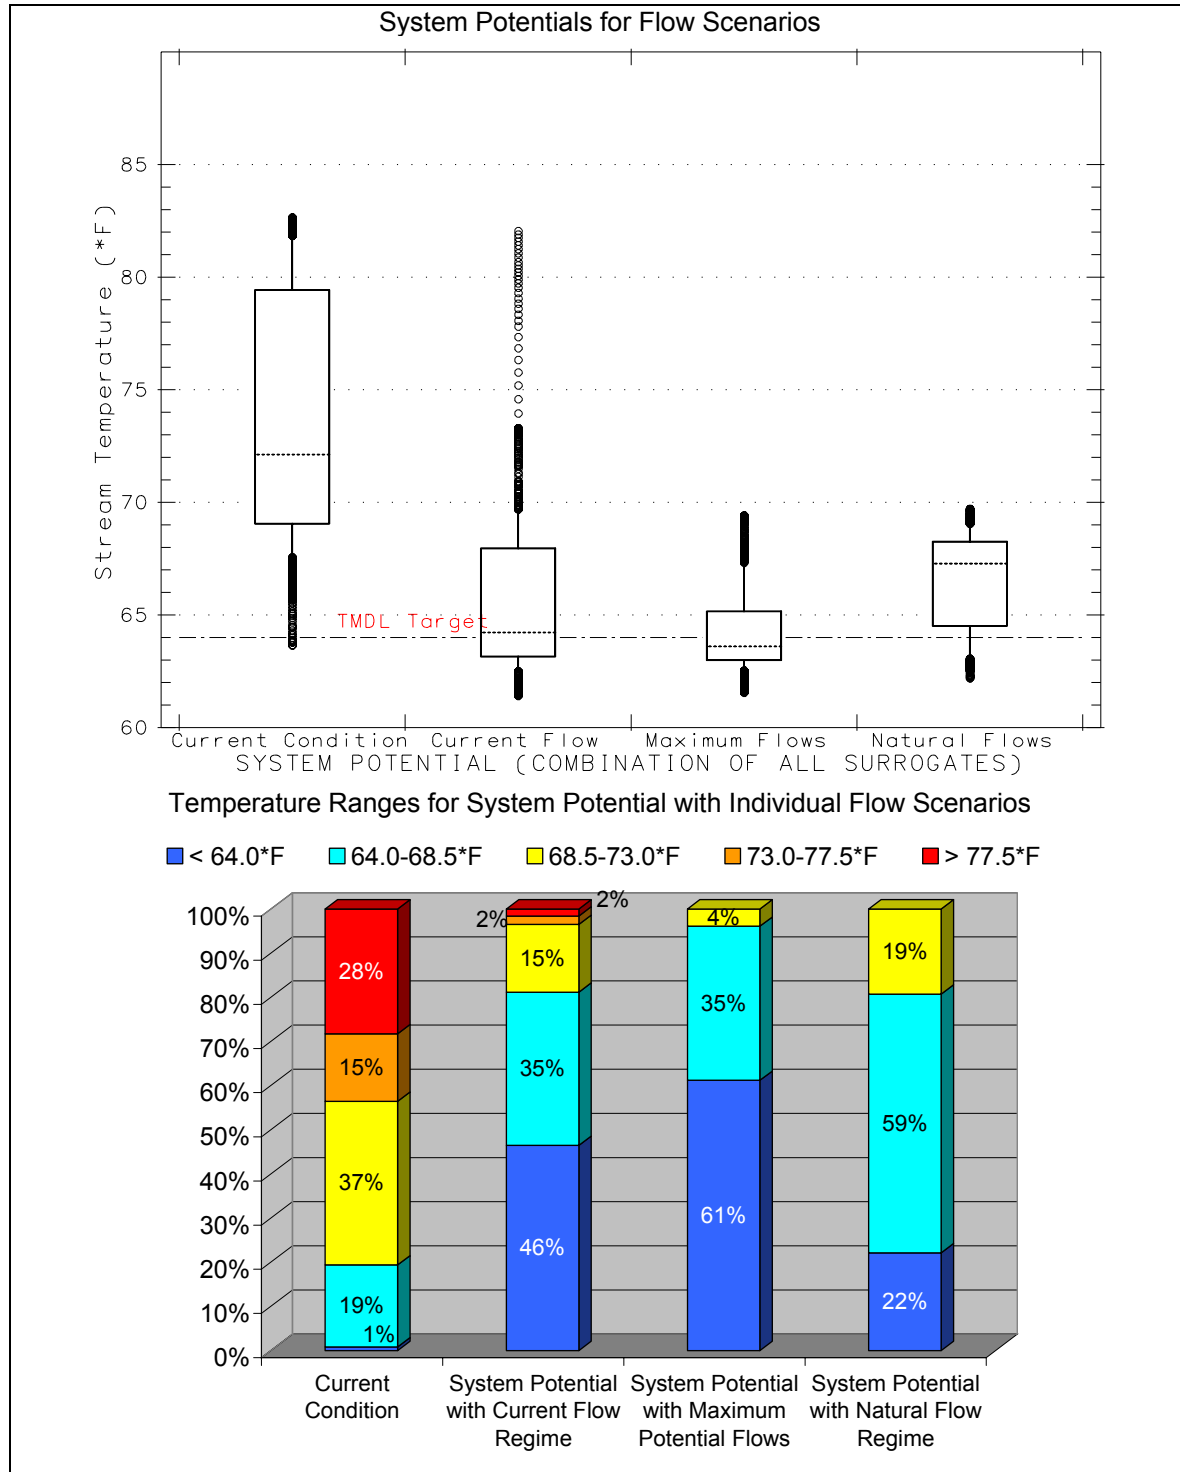 System Potentials for Flow Scenarios
85
80
75
70
65
60
Stream Temperature (*F)
TMDL Target
Current Condition Current Flow Maximum Flows Natural Flows
SYSTEM POTENTIAL (COMBINATION OF ALL SURROGATES)
Temperature Ranges for System Potential with Individual Flow Scenarios
< 64.0*F 64.0-68.5*F 68.5-73.0*F 73.0-77.5*F > 77.5*F
100%
90%
80%
70%
60%
50%
40%
30%
20%
10%
0%
28%
15%
37%
19%
1%
2%
2%
15%
35%
46%
4%
35%
61%
19%
59%
22%
Current
Condition
System Potential
with Current Flow
Regime
System Potential
with Maximum
Potential Flows
System Potential
with Natural Flow
Regime